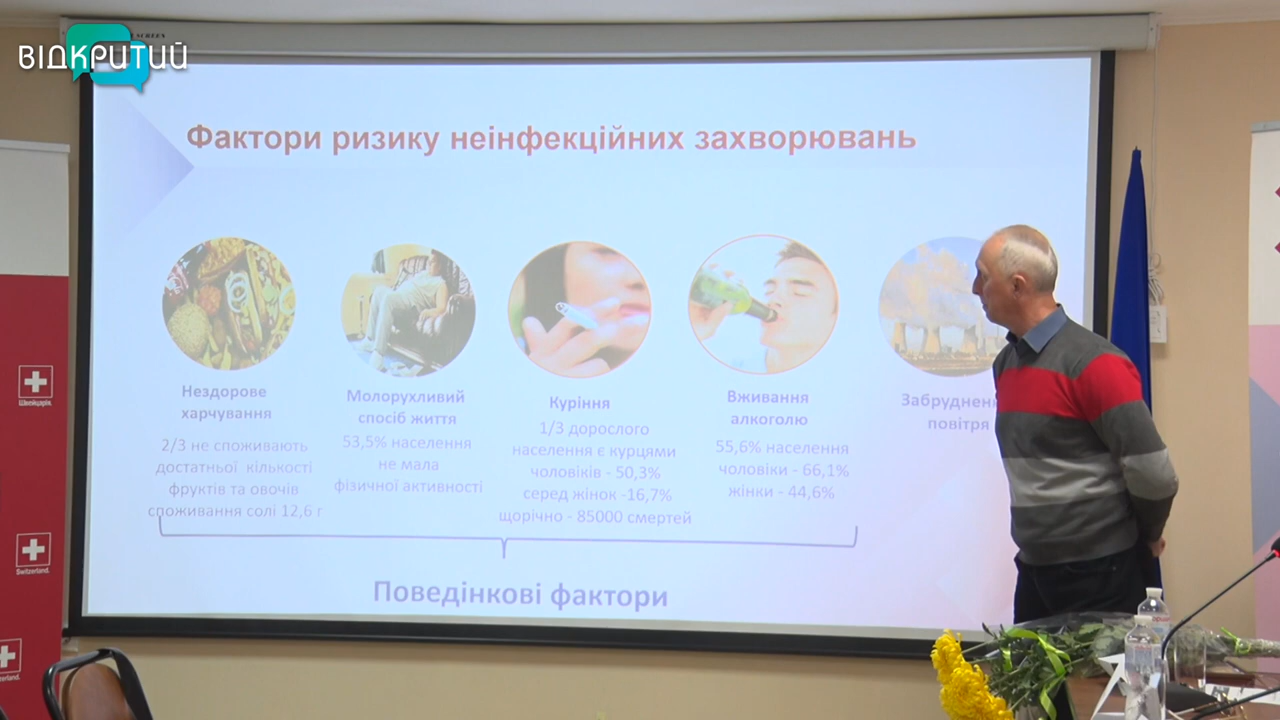 ВІДКРИТИЙ
Фактори ризику неінфекційних захворювань
Нездорове
харчування
2/3 не споживають
достатньої кількості
фруктів та овочів
споживання солі 12,6 г
Молорухливий
спосіб життя
53,5% населення
не мала
фізичної активності
Куріння
1/3 дорослого
населення є курцями
чоловіків - 50,3%
серед жінок -16,7%
щорічно - 85000 смертей
Вживання
алкоголю
55,6% населення
чоловіки - 66,1%
жінки - 44,6%
Забруднен
повітря
Поведінкові фактори
Швейцарія.
Switzerland.